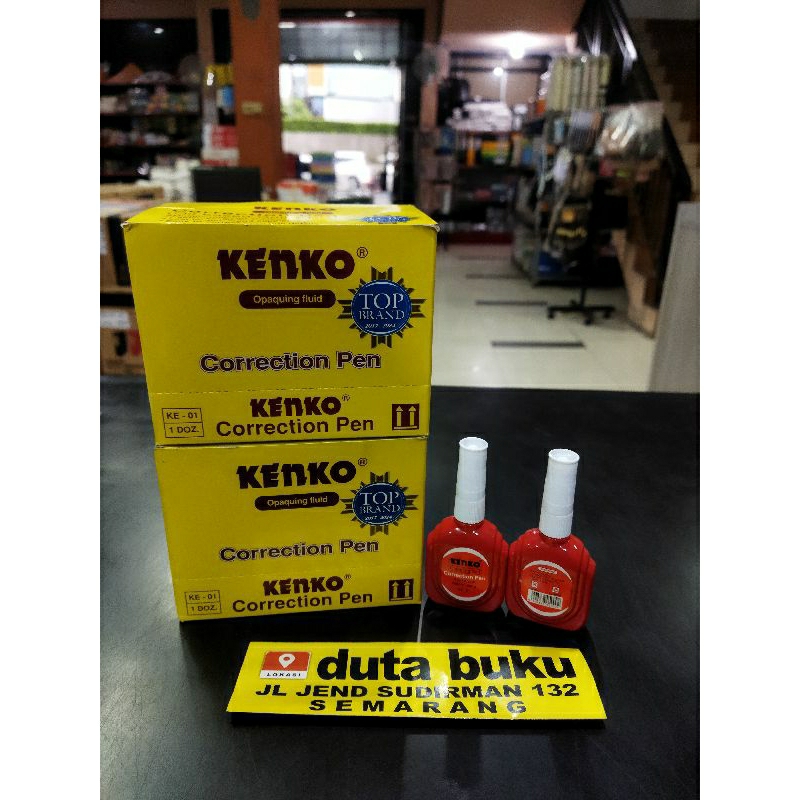 KENKO®
Opaquing fluid
TOP
BRAND
Correction Pen
KE - 01
1 DOZ.
KENKO®
Correction Pen
KENKO®
Opaquing fluid
TOP
BRAND
Correction Pen
KE - 01
1 DOZ.
KENKO®
Correction Pen
KENKO
Correction Pen
LOKASI
duta buku
JL JEND SUDIRMAN 132
SEMARANG